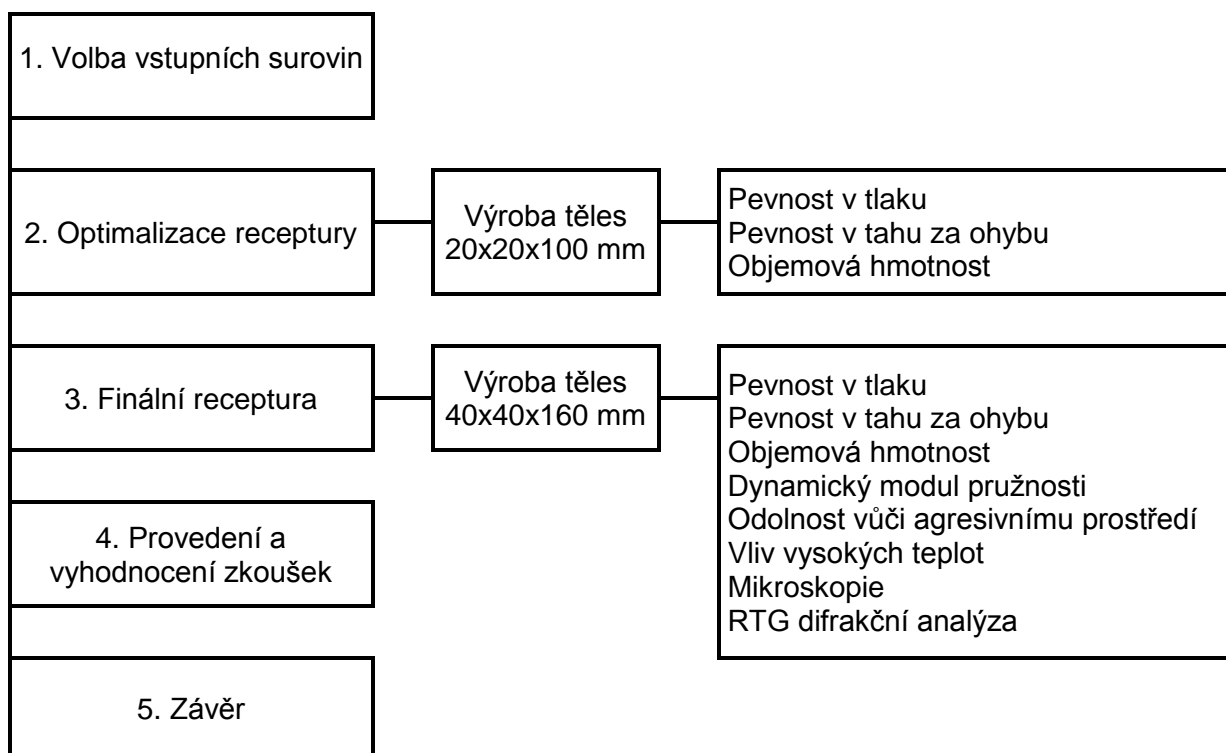 1. Volba vstupních surovin
2. Optimalizace receptury
Výroba těles
20x20x100 mm
Pevnost v tlaku
Pevnost v tahu za ohybu
Objemová hmotnost
3. Finální receptura
Výroba těles
40x40x160 mm
Pevnost v tlaku
Pevnost v tahu za ohybu
Objemová hmotnost
Dynamický modul pružnosti
Odolnost vůči agresivnímu prostředí
Vliv vysokých teplot
Mikroskopie
RTG difrakční analýza
4. Provedení a
vyhodnocení zkoušek
5. Závěr